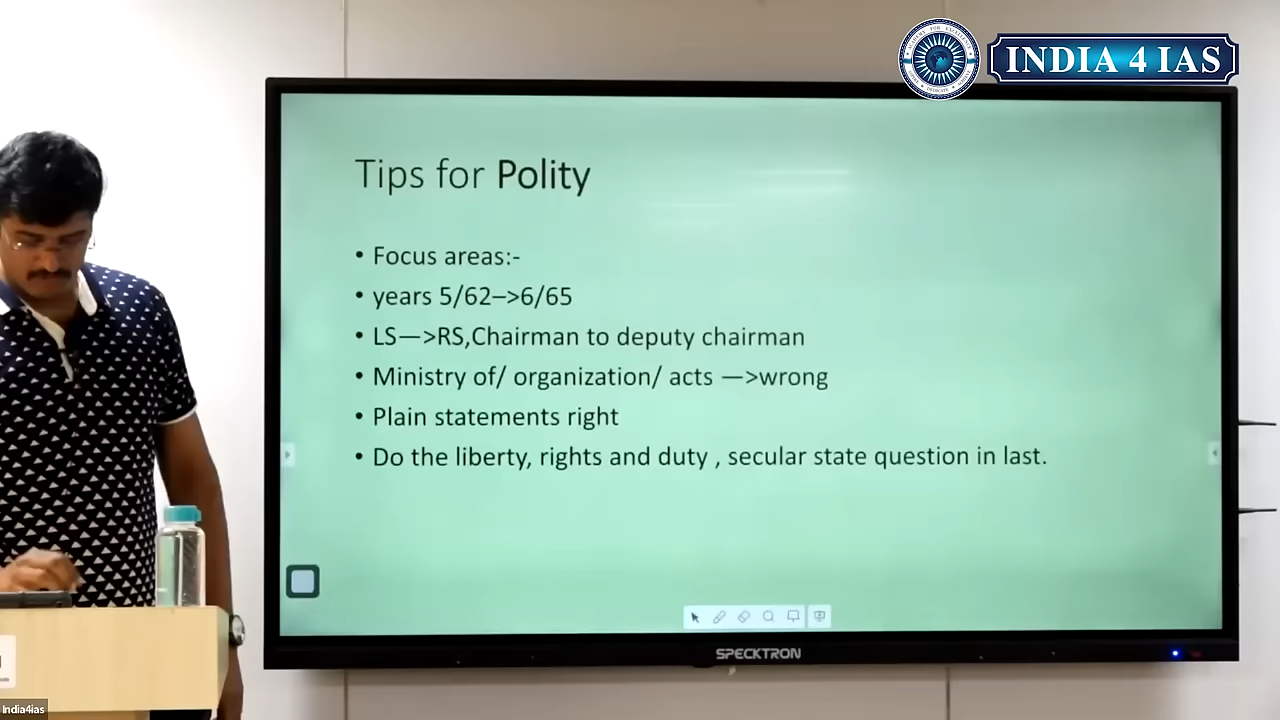 INDIA 4 IAS
Tips for Polity
• Focus areas:-
• years 5/62–>6/65
• LS—>RS,Chairman to deputy chairman
• Ministry of/ organization/ acts —>wrong
• Plain statements right
• Do the liberty, rights and duty , secular state question in last.
SPECKTRON
India4ias